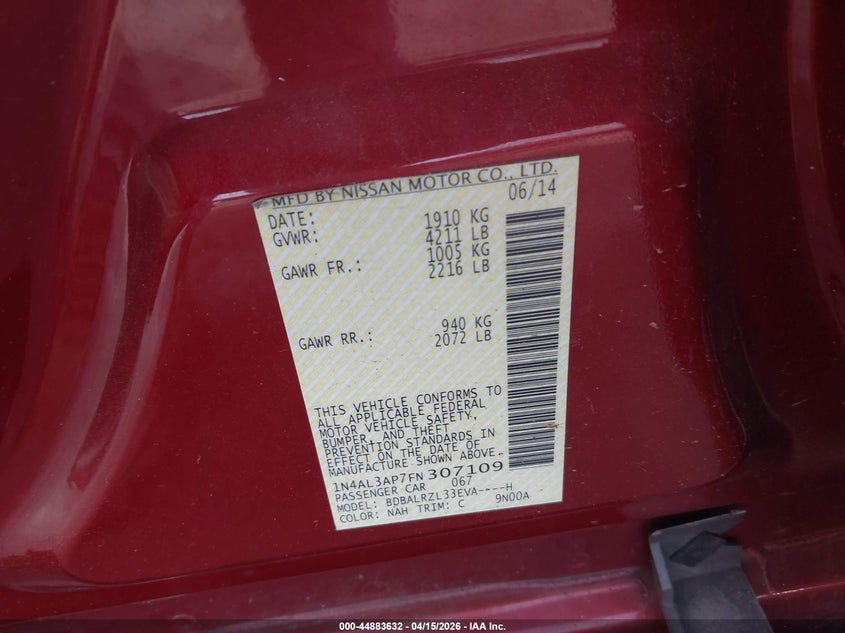 MFD BY NISSAN MOTOR CO., LTD.
DATE: 06/14
GVWR: 1910 KG
4211 LB
GAWR FR.: 1005 KG
2216 LB
GAWR RR.: 940 KG
2072 LB
THIS VEHICLE CONFORMS TO
ALL APPLICABLE FEDERAL
MOTOR VEHICLE SAFETY,
BUMPER, AND THEFT
PREVENTION STANDARDS IN
EFFECT ON THE DATE OF
MANUFACTURE SHOWN ABOVE.
1N4AL3AP7FN307109
PASSENGER CAR 067
MODEL: BDBALRZL33EVA----H
COLOR: NAH TRIM: C 9N00A
000-44883632 - 04/15/2026 - IAA Inc.